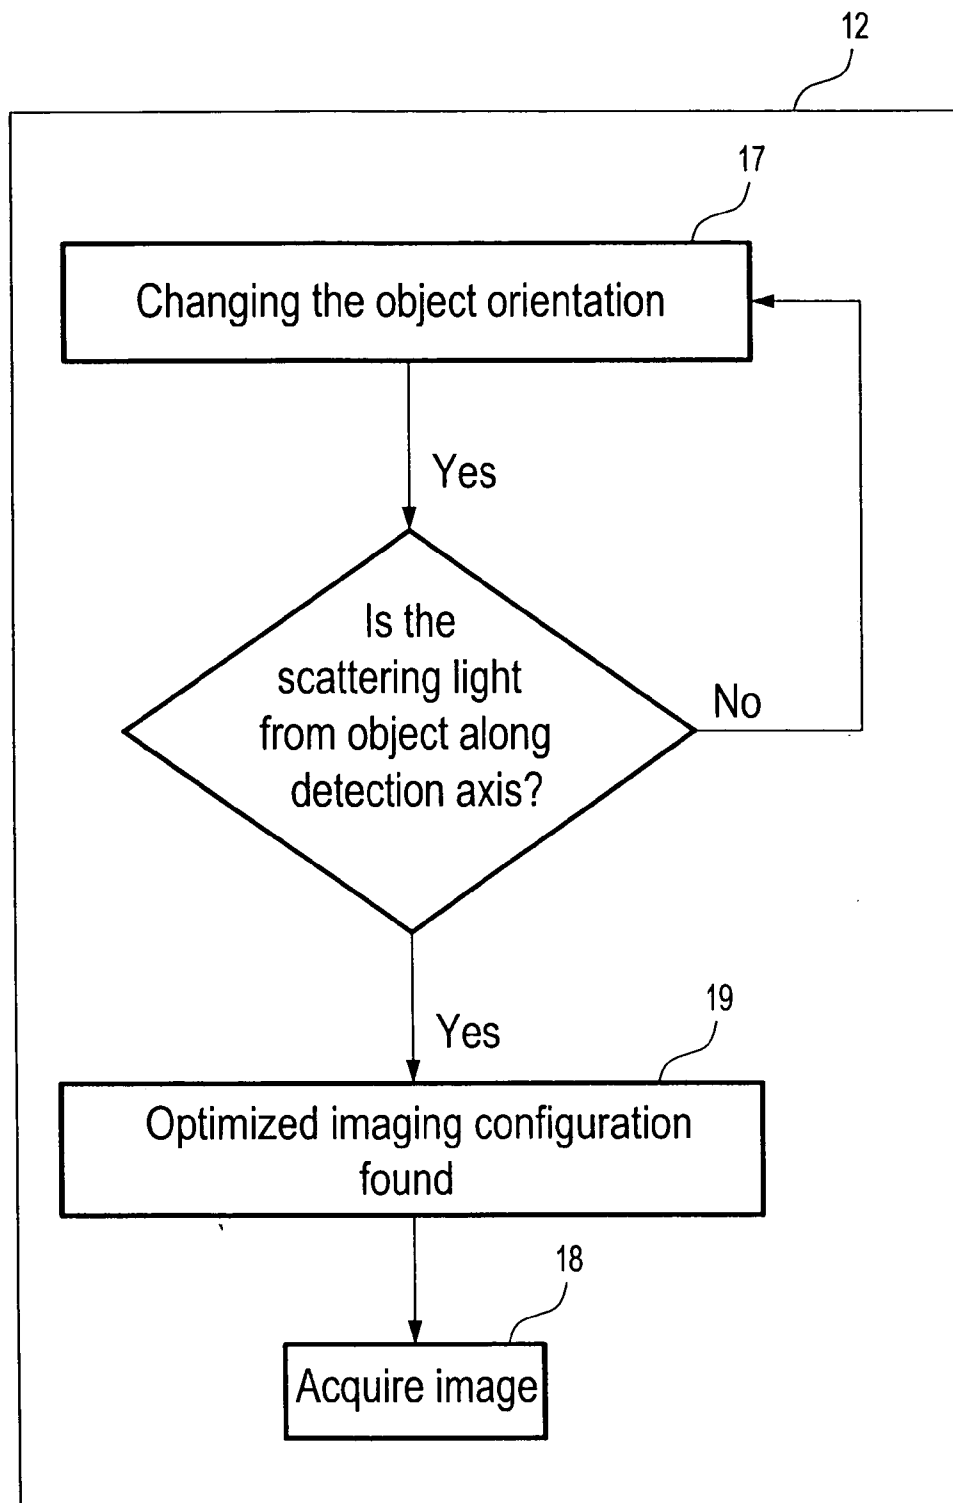 12
17
Changing the object orientation
Yes
Is the
scattering light
from object along
detection axis?
No
Yes
19
Optimized imaging configuration
found
18
Acquire image